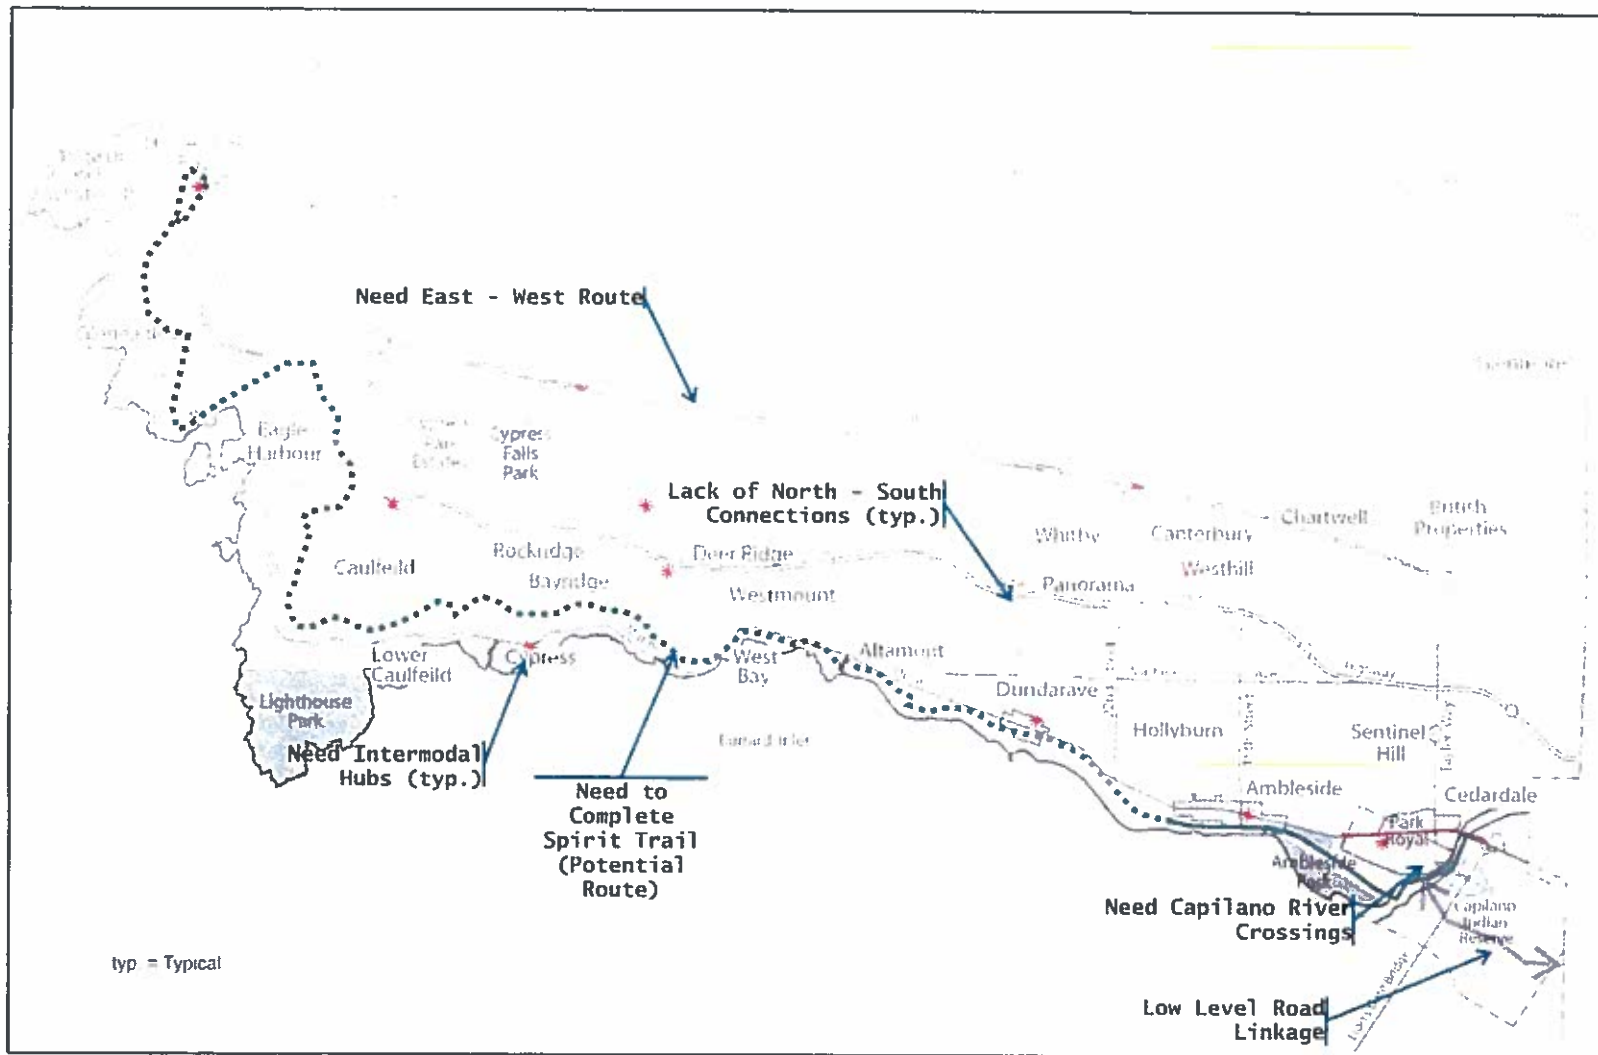 Need East - West Route
Eagle
Harbour
Cypress
Falls
Park
Lack of North - South
Connections (typ.)
Whitby
Canterbury
Chartwell
British
Properties
Caulfeild
Rockridge
Bayridge
Deer Ridge
Westmount
Panorama
Westhill
Lower
Caulfeild
Cypress
West
Bay
Altamont
Dundarave
Lighthouse
Park
Hollyburn
Sentinel
Hill
Need Intermodal
Hubs (typ.)
Burrard Inlet
Need to
Complete
Spirit Trail
(Potential
Route)
Ambleside
Cedardale
Park
Royal
Ambleside
Park
Need Capilano River
Crossings
Capilano
Indian
Reserve
typ = Typical
Low Level Road
Linkage